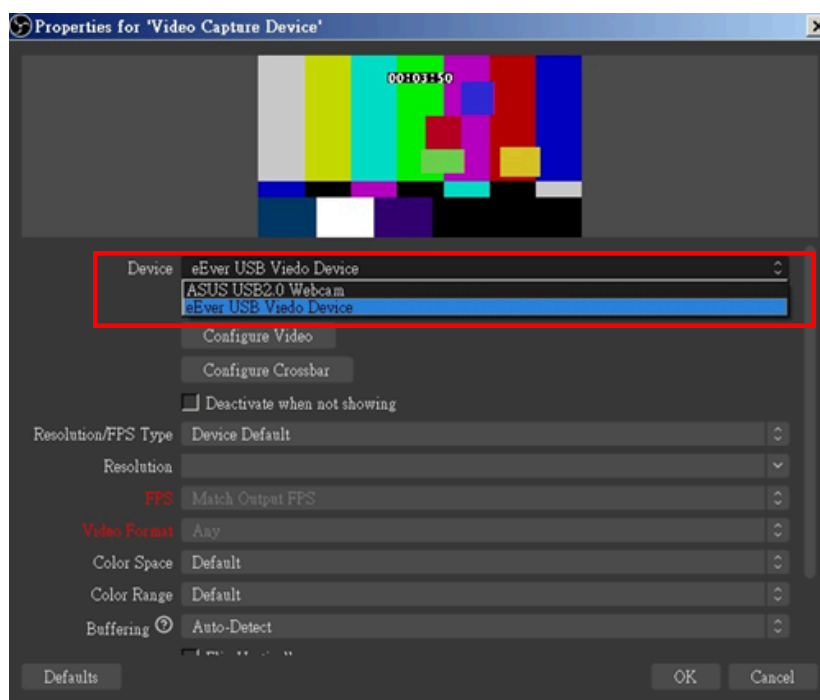 Properties for 'Video Capture Device'
00:03:50
Device eEver USB Viedo Device
ASUS USB2.0 Webcam
eEver USB Viedo Device
Configure Video
Configure Crossbar
Deactivate when not showing
Resolution/FPS Type Device Default
Resolution
FPS Match Output FPS
Video Format Any
Color Space Default
Color Range Default
Buffering ? Auto-Detect
Defaults OK Cancel